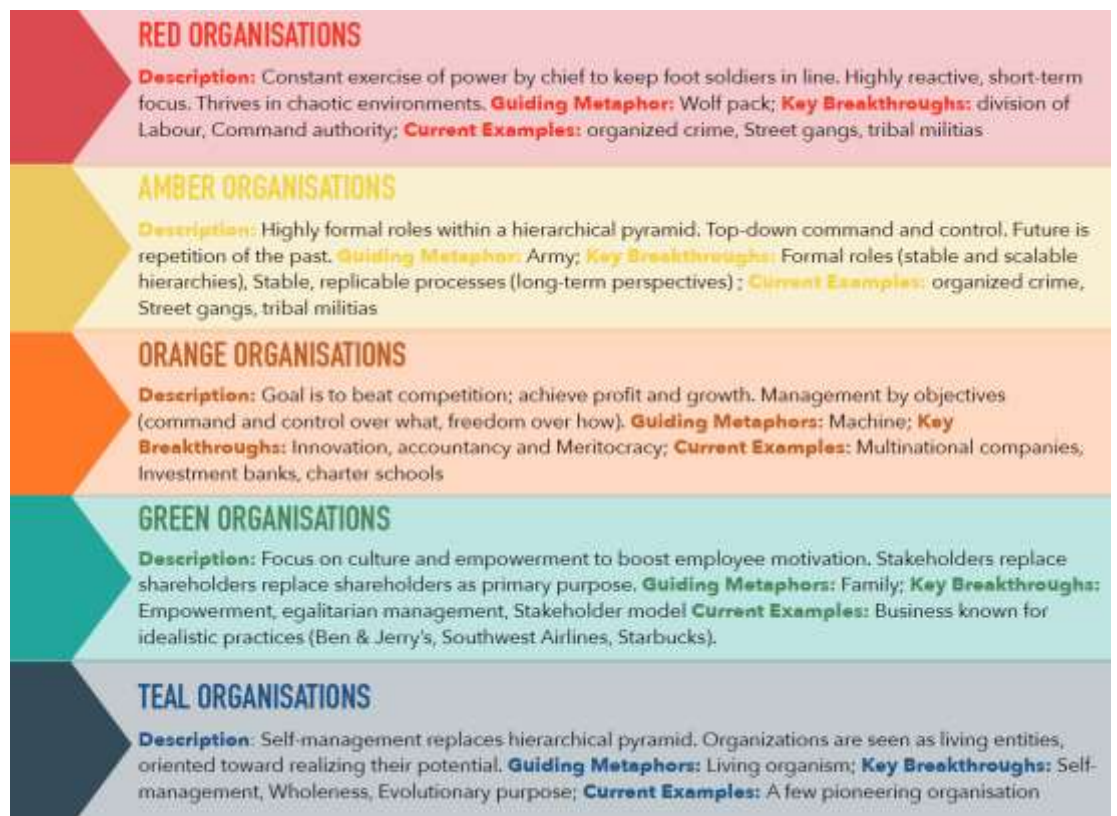 RED ORGANISATIONS
Description: Constant exercise of power by chief to keep foot soldiers in line. Highly reactive, short-term
focus. Thrives in chaotic environments. Guiding Metaphor: Wolf pack; Key Breakthroughs: division of
Labour, Command authority; Current Examples: organized crime, Street gangs, tribal militias
AMBER ORGANISATIONS
Description: Highly formal roles within a hierarchical pyramid. Top-down command and control. Future is
repetition of the past. Guiding Metaphor: Army; Key Breakthroughs: Formal roles (stable and scalable
hierarchies), Stable, replicable processes (long-term perspectives) ; Current Examples: organized crime,
Street gangs, tribal militias
ORANGE ORGANISATIONS
Description: Goal is to beat competition; achieve profit and growth. Management by objectives
(command and control over what, freedom over how). Guiding Metaphors: Machine; Key
Breakthroughs: Innovation, accountancy and Meritocracy; Current Examples: Multinational companies,
Investment banks, charter schools
GREEN ORGANISATIONS
Description: Focus on culture and empowerment to boost employee motivation. Stakeholders replace
shareholders replace shareholders as primary purpose. Guiding Metaphors: Family; Key Breakthroughs:
Empowerment, egalitarian management, Stakeholder model Current Examples: Business known for
idealistic practices (Ben & Jerry's, Southwest Airlines, Starbucks).
TEAL ORGANISATIONS
Description: Self-management replaces hierarchical pyramid. Organizations are seen as living entities,
oriented toward realizing their potential. Guiding Metaphors: Living organism; Key Breakthroughs: Self-
management, Wholeness, Evolutionary purpose; Current Examples: A few pioneering organisation